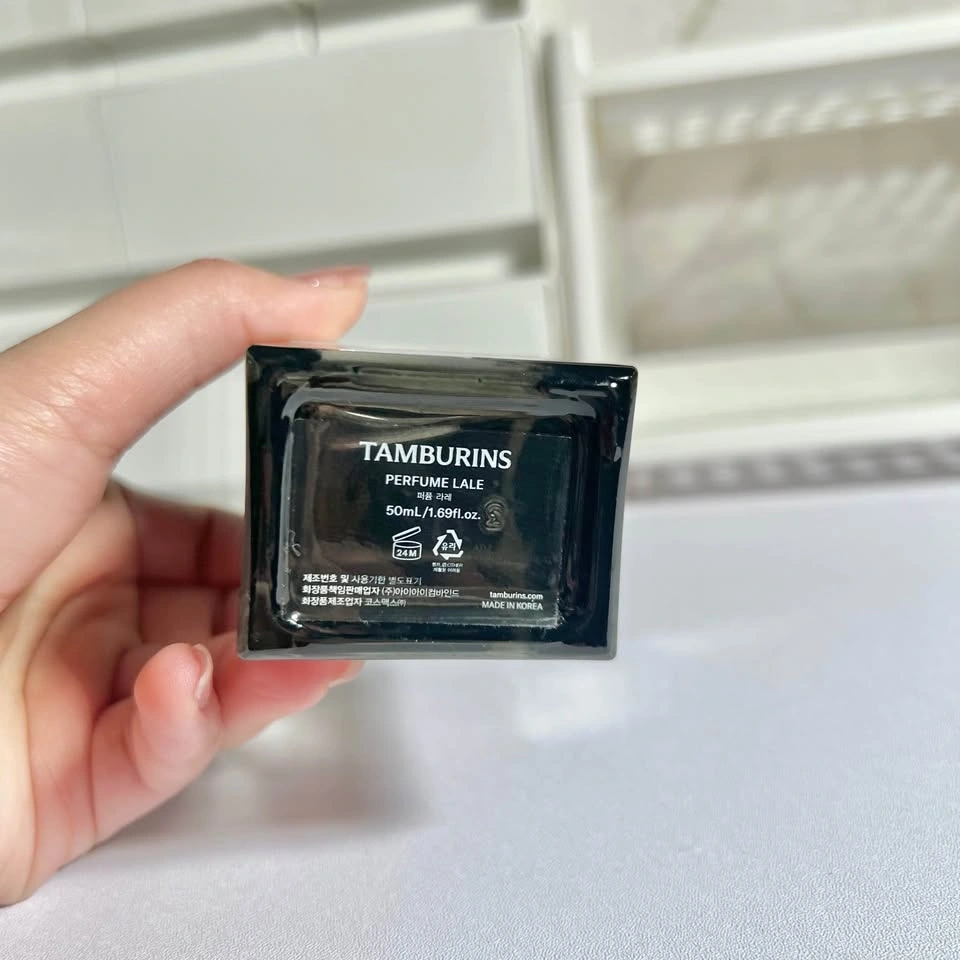 TAMBURINS
PERFUME LALE
퍼퓸 라레
50mL/1.69fl.oz.
24M
유리
제조번호 및 사용기한 별도표기
화장품책임판매업자 (주)아이아이컴바인드
화장품제조업자 코스맥스㈜
tamburins.com
MADE IN KOREA